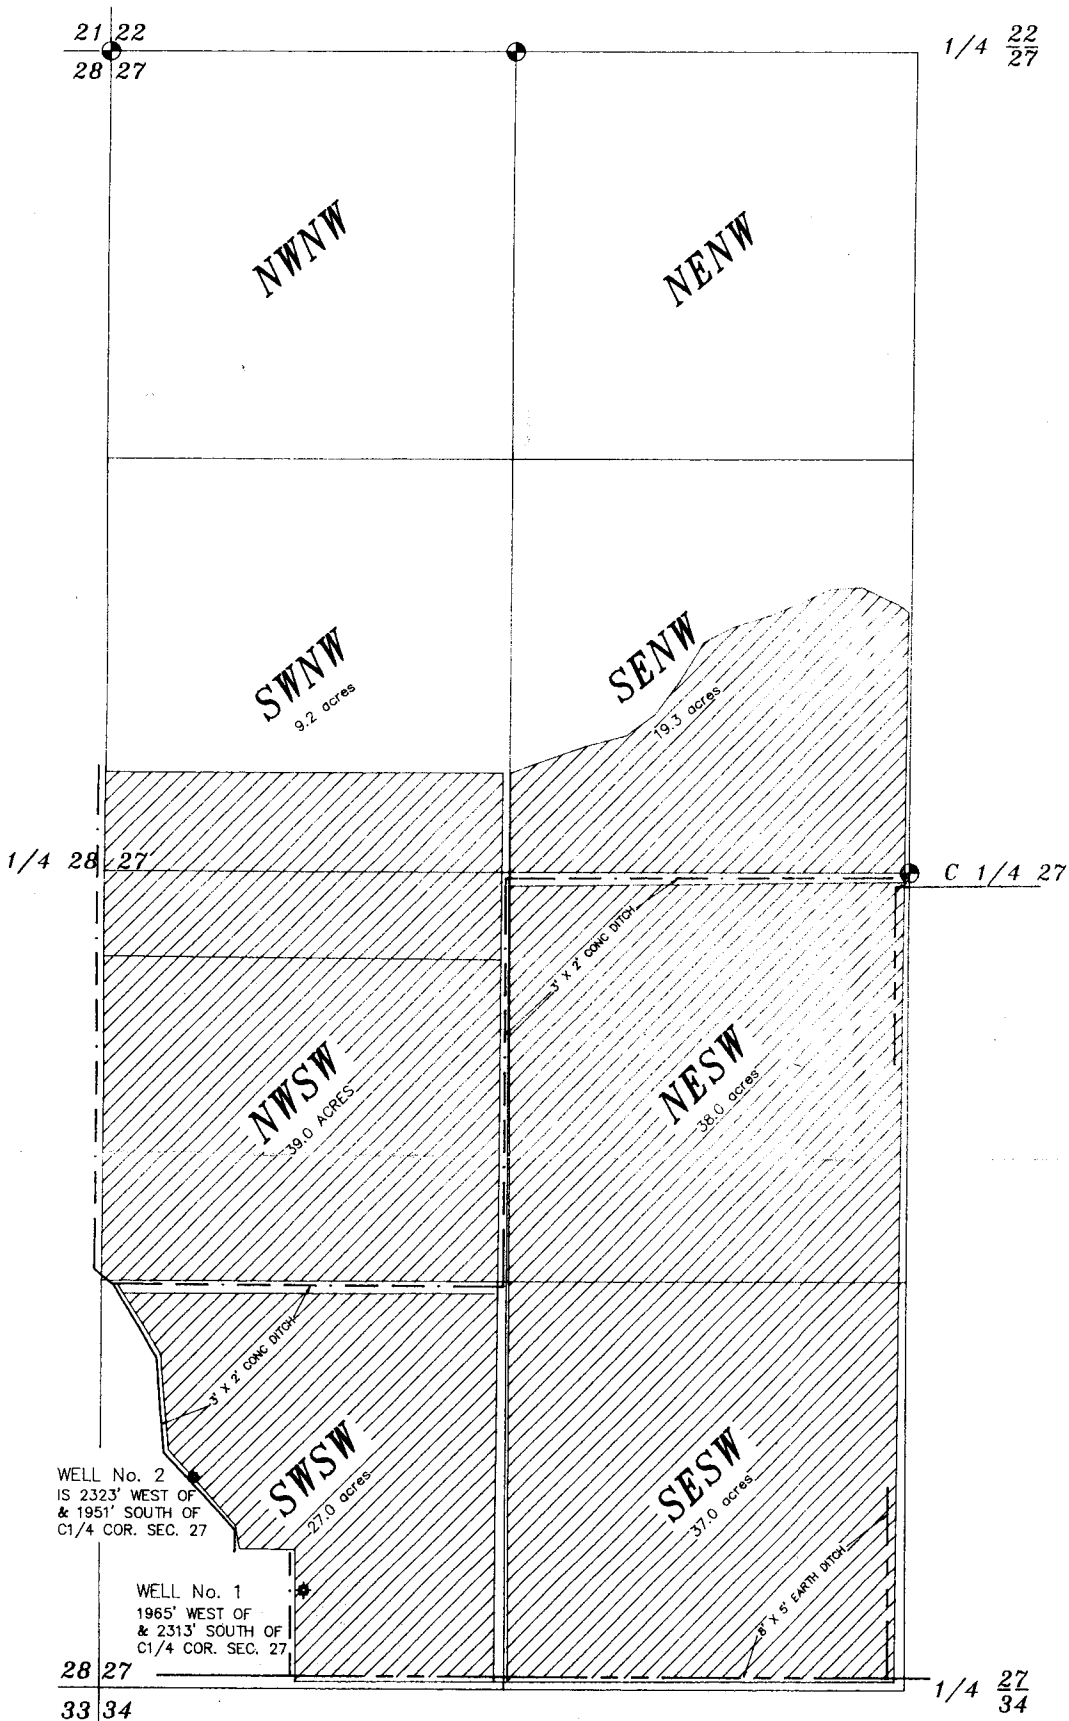 21 22
28 27
1/4 22
27
NWNW
NENW
SWNW
9.2 acres
SENW
19.3 acres
1/4 28 27
C 1/4 27
3' X 2' CONC DITCH
NWSW
39.0 ACRES
NESW
38.0 acres
3' X 2' CONC DITCH
SWSW
27.0 acres
SESW
37.0 acres
WELL No. 2
IS 2323' WEST OF
& 1951' SOUTH OF
C1/4 COR. SEC. 27
8' X 5' EARTH DITCH
WELL No. 1
1965' WEST OF
& 2313' SOUTH OF
C1/4 COR. SEC. 27
28 27
33 34
1/4 27
34